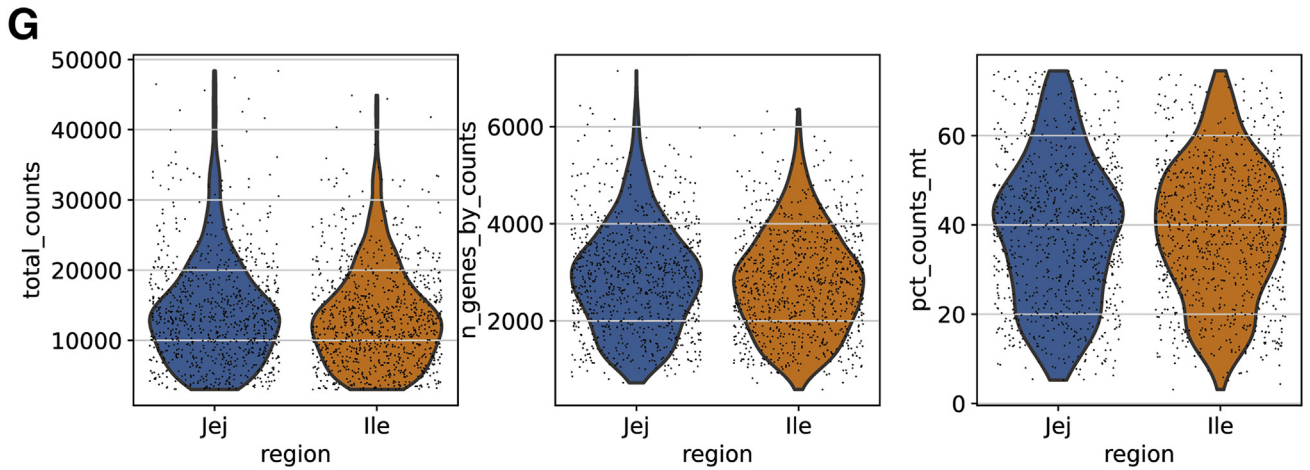 G
total_counts
50000
40000
30000
20000
10000
Jej
Ile
region
n_genes_by_counts
6000
4000
2000
Jej
Ile
region
pct_counts_mt
60
40
20
0
Jej
Ile
region